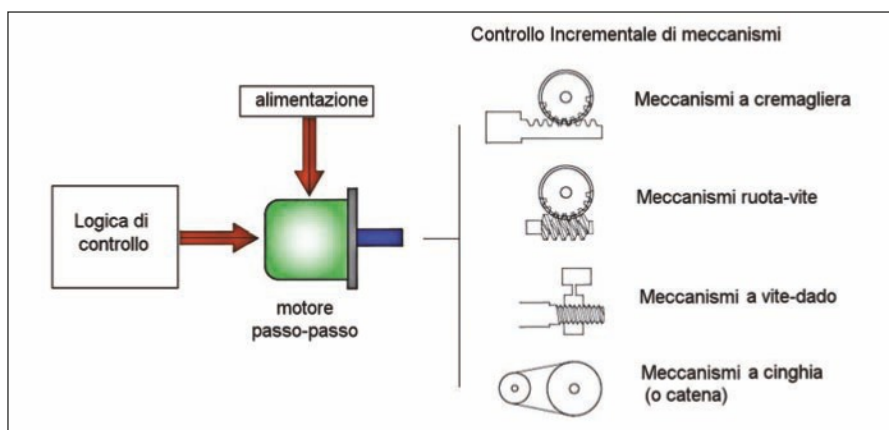 Controllo Incrementale di meccanismi
alimentazione
Logica di
controllo
motore
passo-passo
Meccanismi a cremagliera
Meccanismi ruota-vite
Meccanismi a vite-dado
Meccanismi a cinghia
(o catena)